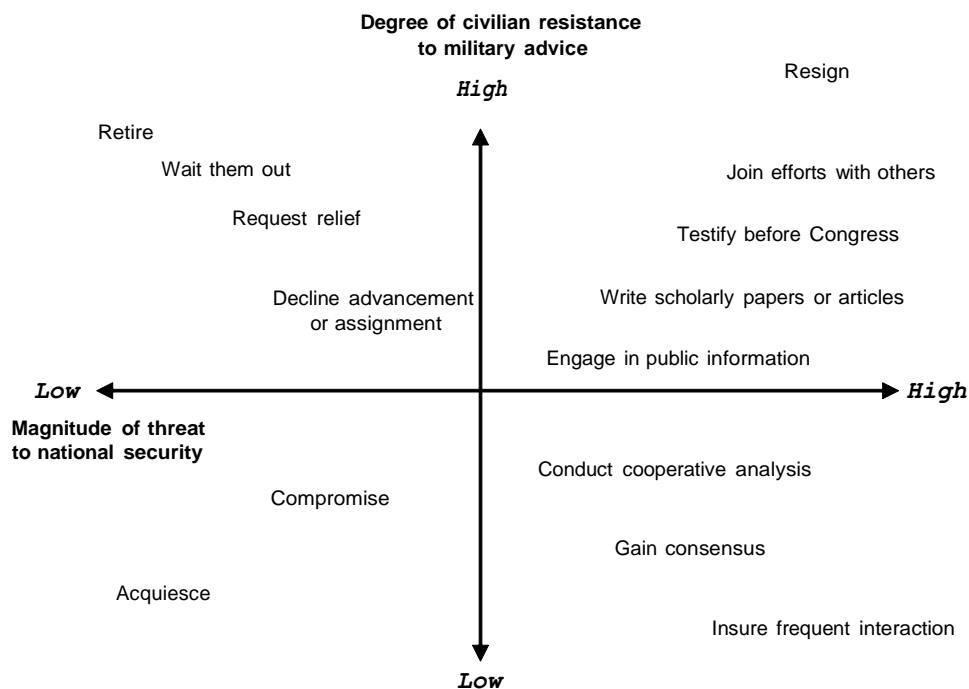 Degree of civilian resistance
to military advice
Resign
High
Retire
Wait them out
Join efforts with others
Request relief
Testify before Congress
Decline advancement
or assignment
Write scholarly papers or articles
Engage in public information
Low
High
Magnitude of threat
to national security
Conduct cooperative analysis
Compromise
Gain consensus
Acquiesce
Insure frequent interaction
Low